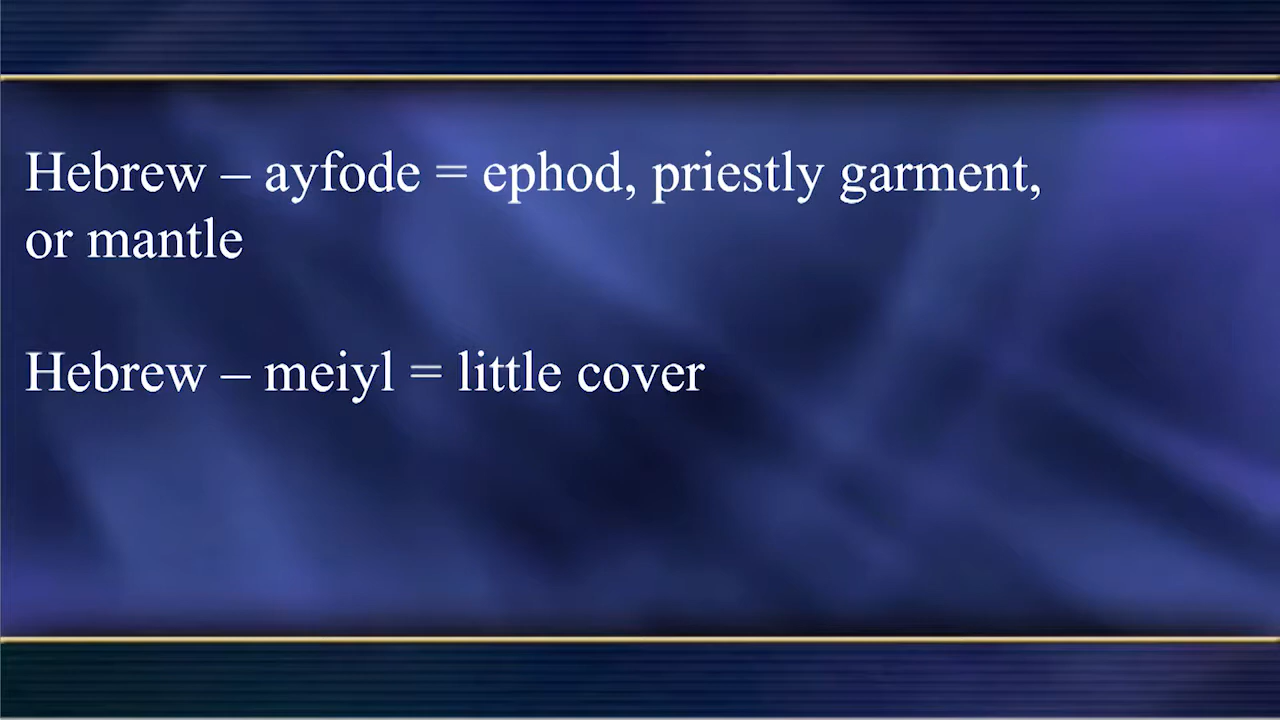 Hebrew – ayfode = ephod, priestly garment,
or mantle
Hebrew – meiyl = little cover